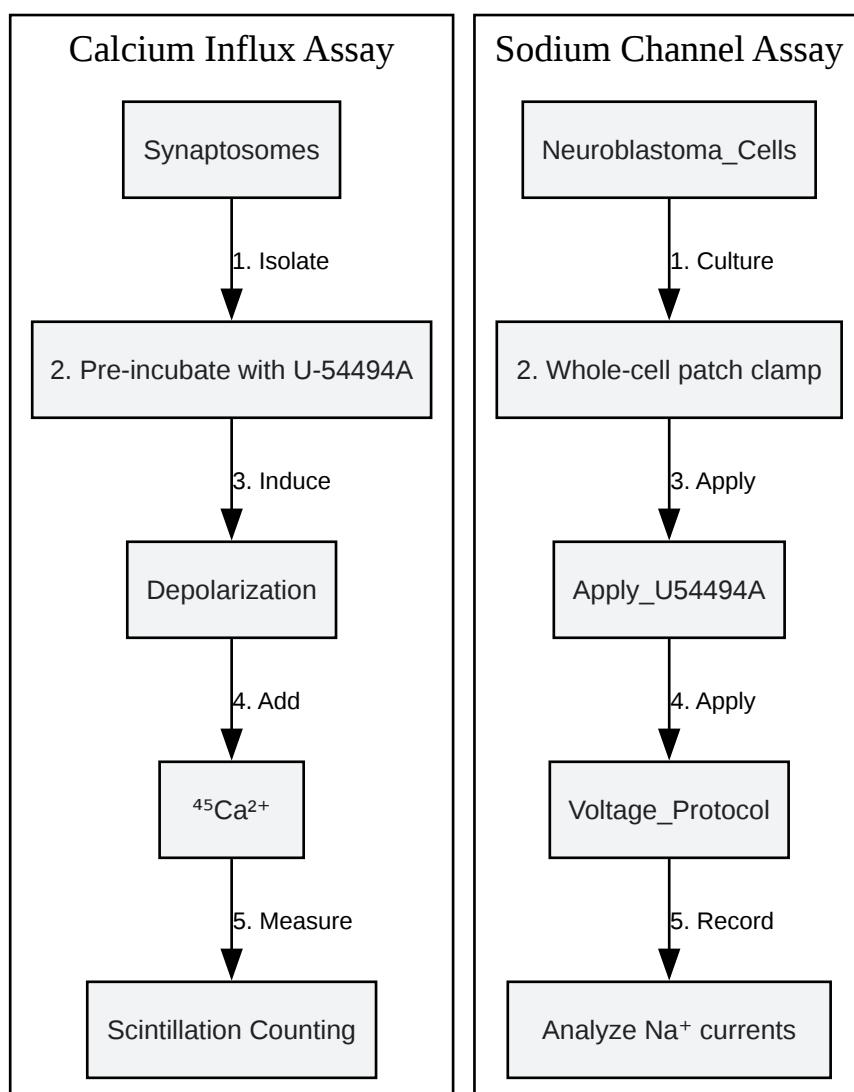 Calcium Influx Assay
Synaptosomes
1. Isolate
2. Pre-incubate with U-54494A
3. Induce
Depolarization
4. Add
⁴⁵Ca²⁺
5. Measure
Scintillation Counting
Sodium Channel Assay
Neuroblastoma_Cells
1. Culture
2. Whole-cell patch clamp
3. Apply
Apply_U54494A
4. Apply
Voltage_Protocol
5. Record
Analyze Na⁺ currents